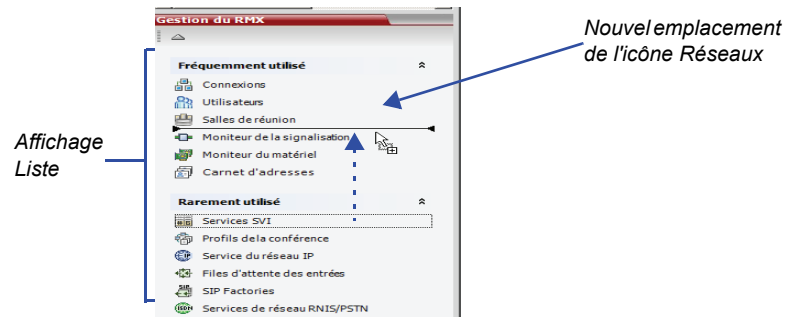 Gestion du RMX
Nouvel emplacement
de l'icône Réseaux
Fréquemment utilisé
Connexions
Utilisateurs
Salles de réunion
Moniteur de la signalisation
Moniteur du matériel
Carnet d'adresses
Affichage
Liste
Rarement utilisé
Services SVI
Profils dela conférence
Service du réseau IP
Files d'attente des entrées
SIP Factories
Services de réseau RNIS/PSTN